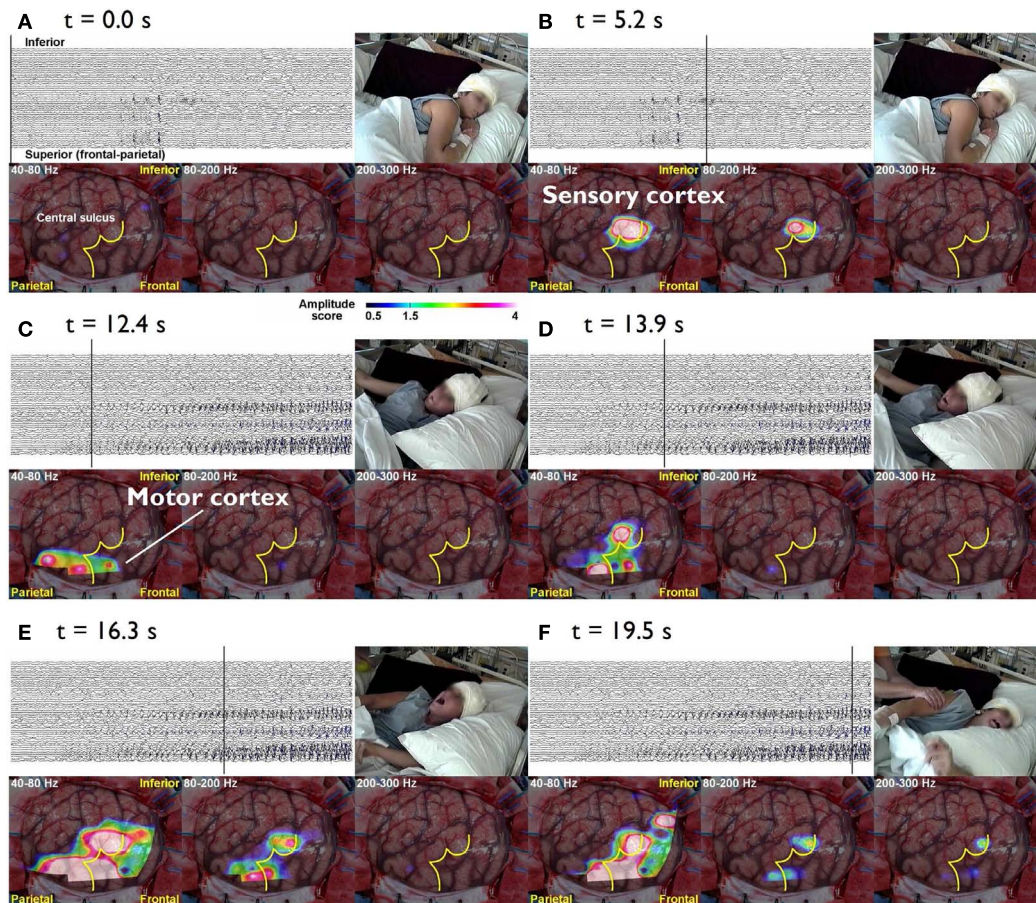 A t = 0.0 s
Inferior
Superior (frontal-parietal)
40-80 Hz Inferior 80-200 Hz 200-300 Hz
Central sulcus
Parietal Frontal
B t = 5.2 s
40-80 Hz Inferior 80-200 Hz 200-300 Hz
Sensory cortex
Parietal Frontal
Amplitude score 0.5 1.5 4
C t = 12.4 s
40-80 Hz Inferior 80-200 Hz 200-300 Hz
Motor cortex
Parietal Frontal
D t = 13.9 s
40-80 Hz Inferior 80-200 Hz 200-300 Hz
Parietal Frontal
E t = 16.3 s
40-80 Hz Inferior 80-200 Hz 200-300 Hz
Parietal Frontal
F t = 19.5 s
40-80 Hz Inferior 80-200 Hz 200-300 Hz
Parietal Frontal